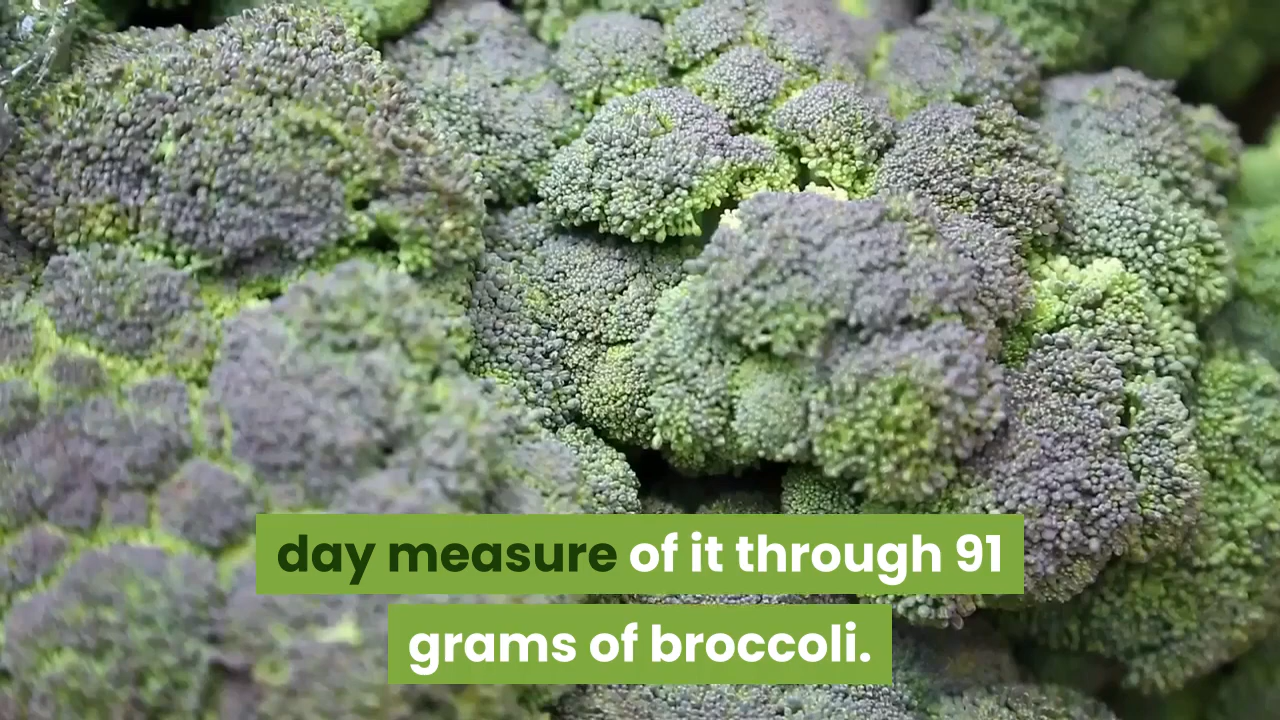 day measure of it through 91
grams of broccoli.